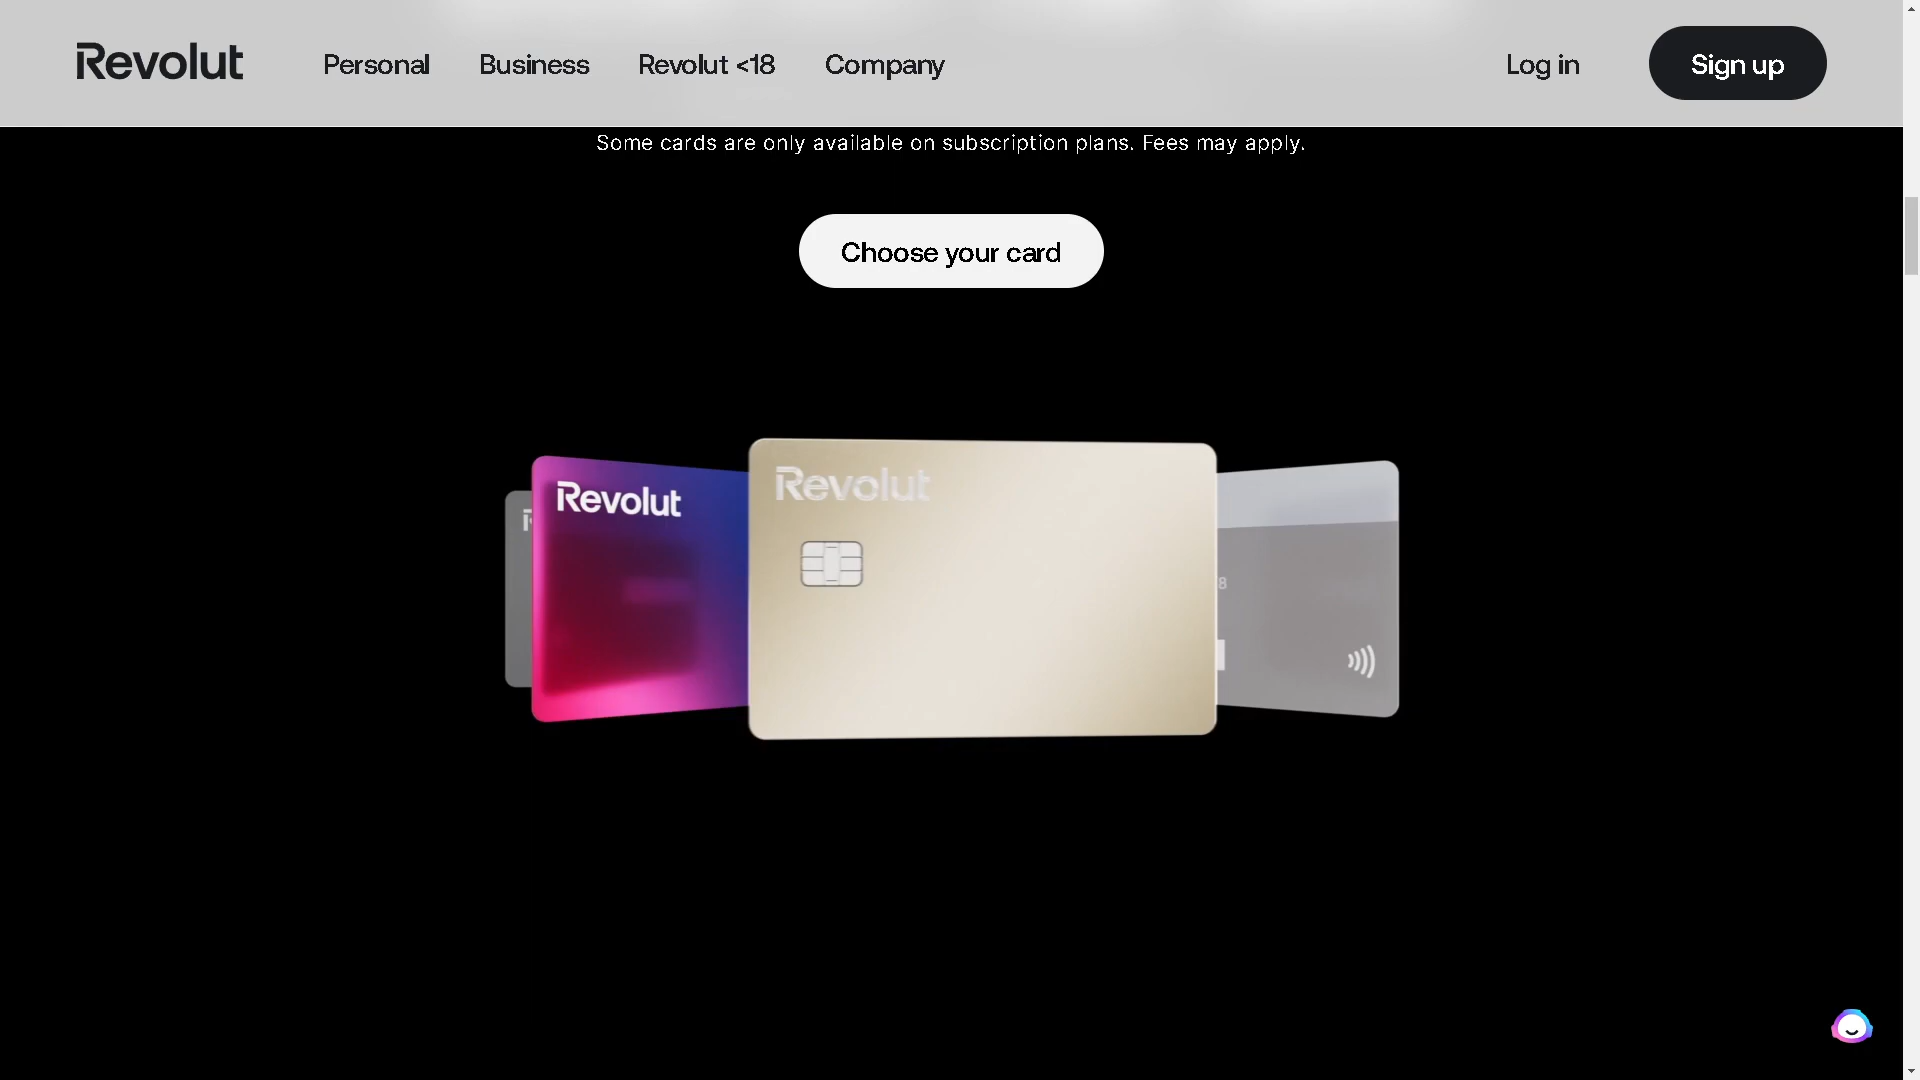 Revolut
Personal
Business
Revolut <18
Company
Log in
Sign up
Some cards are only available on subscription plans. Fees may apply.
Choose your card
Revolut
Revolut
8